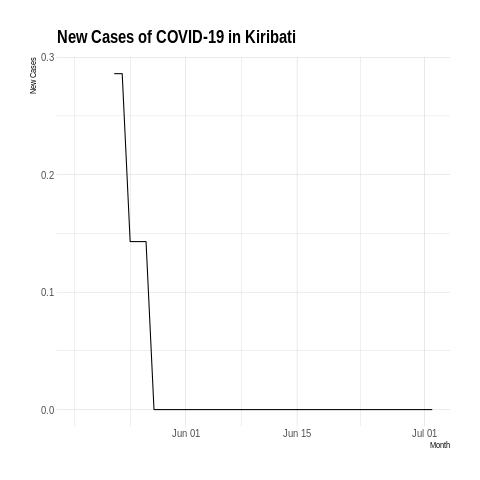 New Cases of COVID-19 in Kiribati
New Cases
0.3
0.2
0.1
0.0
Jun 01
Jun 15
Jul 01
Month